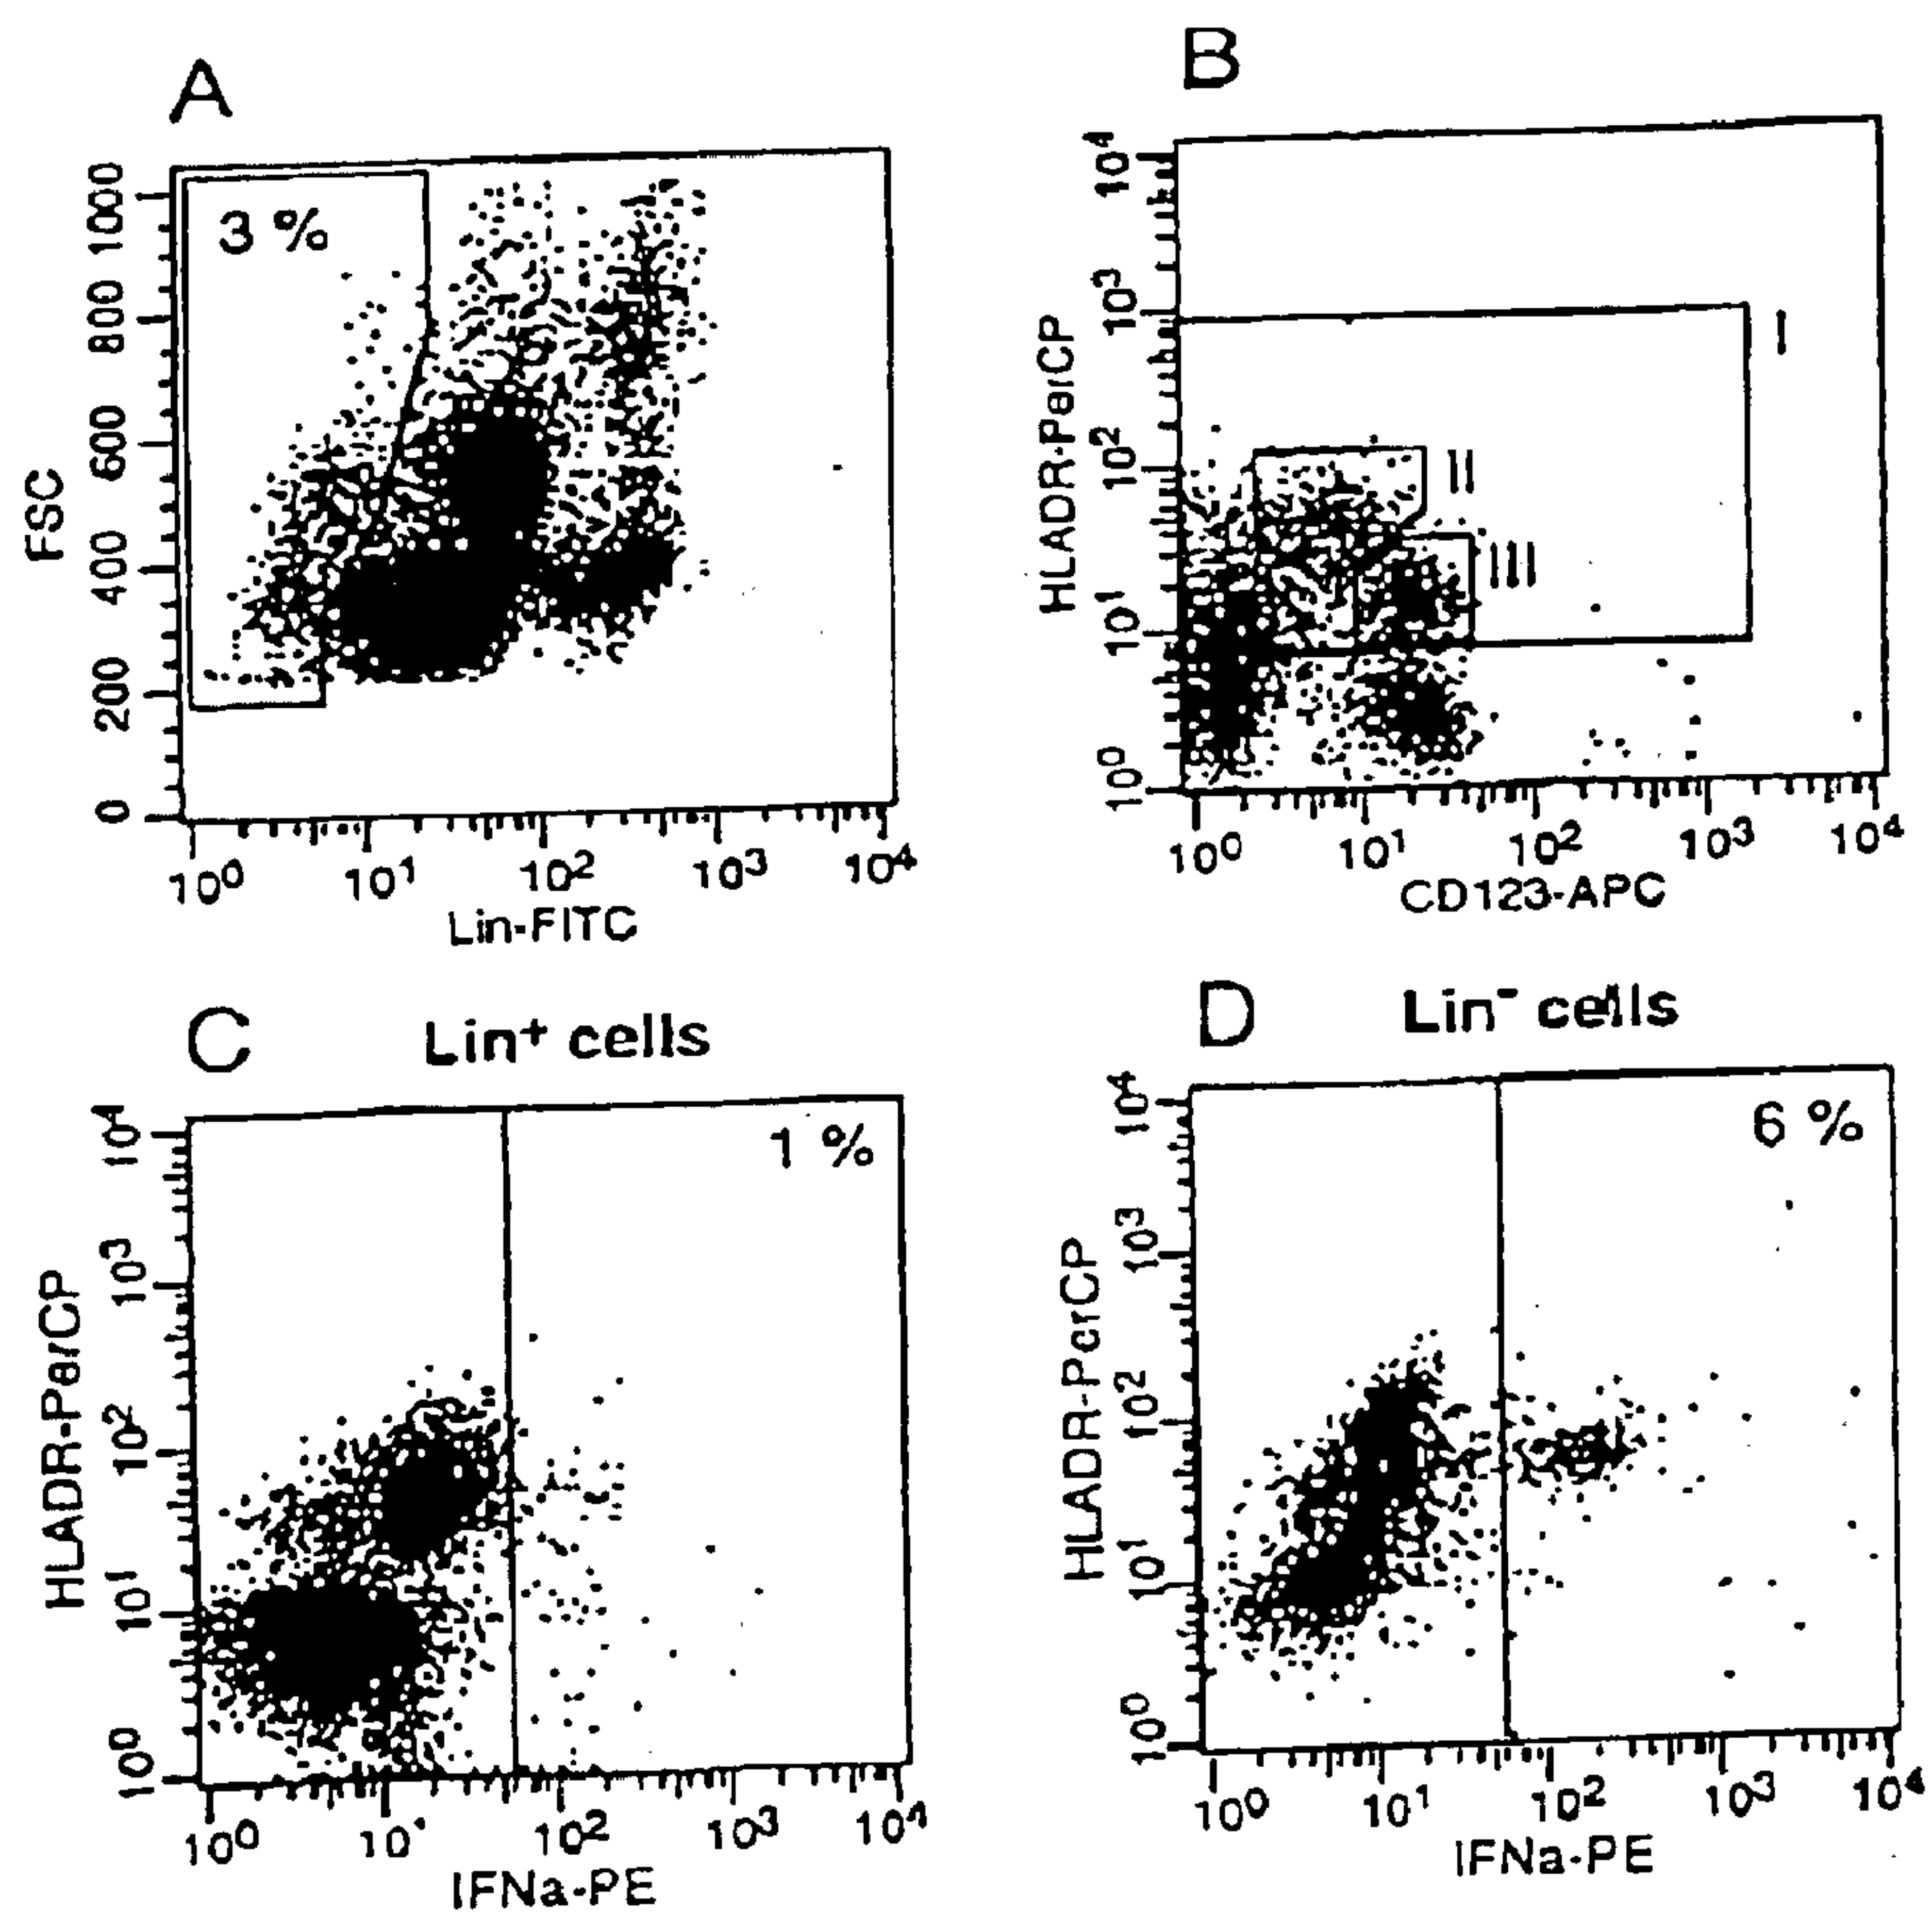 A
1000
800
600
400
200
0
FSC
3 %
10⁰ 10¹ 10² 10³ 10⁴
Lin-FITC
B
10⁴
10³
10²
10¹
10⁰
HLADR-PerCP
I
II
III
10⁰ 10¹ 10² 10³ 10⁴
CD123-APC
C Lin⁺ cells
10⁴
10³
10²
10¹
10⁰
HLADR-PerCP
1 %
10⁰ 10¹ 10² 10³ 10⁴
IFNa-PE
D Lin⁻ cells
10⁴
10³
10²
10¹
10⁰
HLADR-PerCP
6 %
10⁰ 10¹ 10² 10³ 10⁴
IFNa-PE